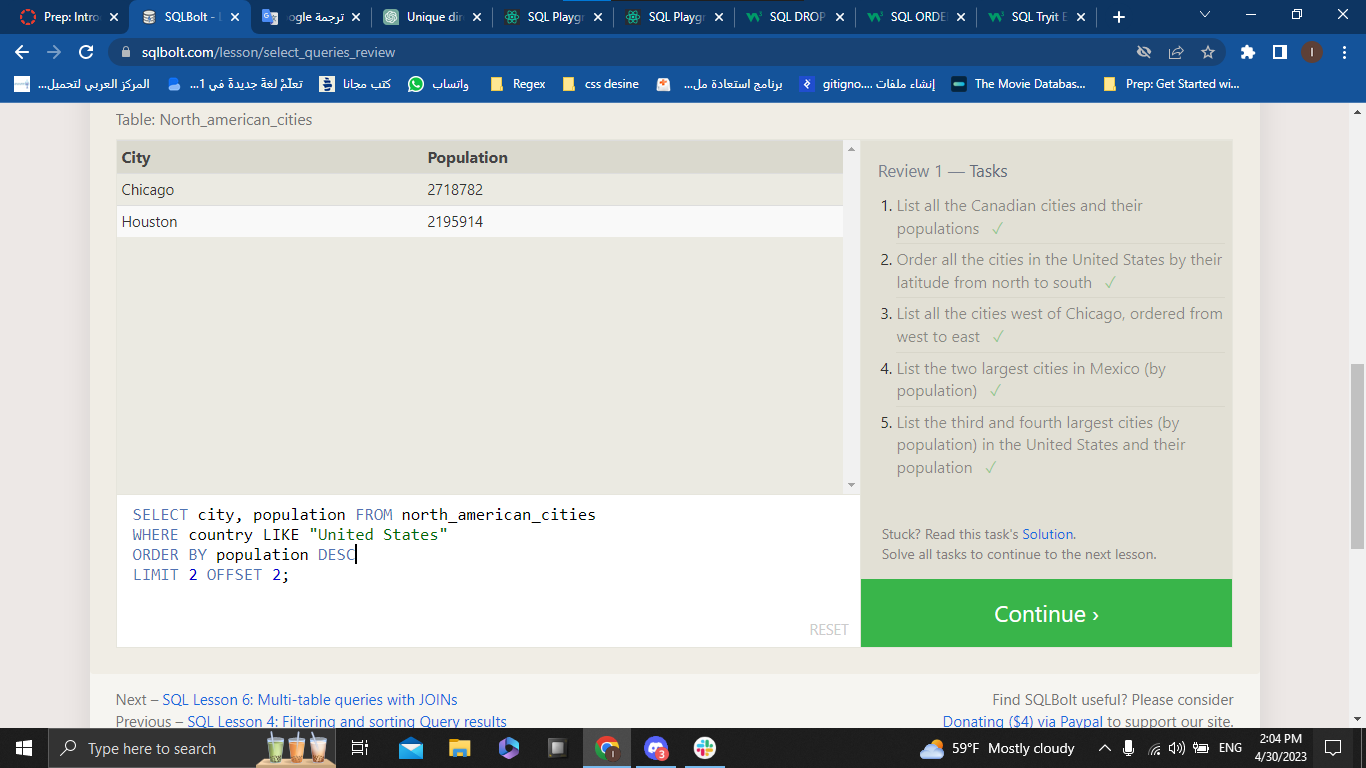 Prep: Intro
SQLBolt -
ترجمة ogle
Unique din
SQL Playgr
SQL Playgr
SQL DROP
SQL ORDE
SQL Tryit E
sqlbolt.com/lesson/select_queries_review
I
المركز العربي لتحميل...
تعلّمْ لغةَ جديدةَ في 1...
كتب مجانا
واتساب
Regex
css desine
برنامج استعادة مل...
إنشاء ملفات gitigno....
The Movie Databas...
Prep: Get Started wi...
Table: North_american_cities
City Population
Chicago 2718782
Houston 2195914
SELECT city, population FROM north_american_cities
WHERE country LIKE "United States"
ORDER BY population DESC
LIMIT 2 OFFSET 2;
RESET
Review 1 — Tasks
1. List all the Canadian cities and their
populations ✓
2. Order all the cities in the United States by their
latitude from north to south ✓
3. List all the cities west of Chicago, ordered from
west to east ✓
4. List the two largest cities in Mexico (by
population) ✓
5. List the third and fourth largest cities (by
population) in the United States and their
population ✓
Stuck? Read this task's Solution.
Solve all tasks to continue to the next lesson.
Continue ›
Next – SQL Lesson 6: Multi-table queries with JOINs
Previous – SQL Lesson 4: Filtering and sorting Query results
Find SQLBolt useful? Please consider
Donating ($4) via Paypal to support our site.
Type here to search
3
59°F Mostly cloudy
ENG
2:04 PM
4/30/2023